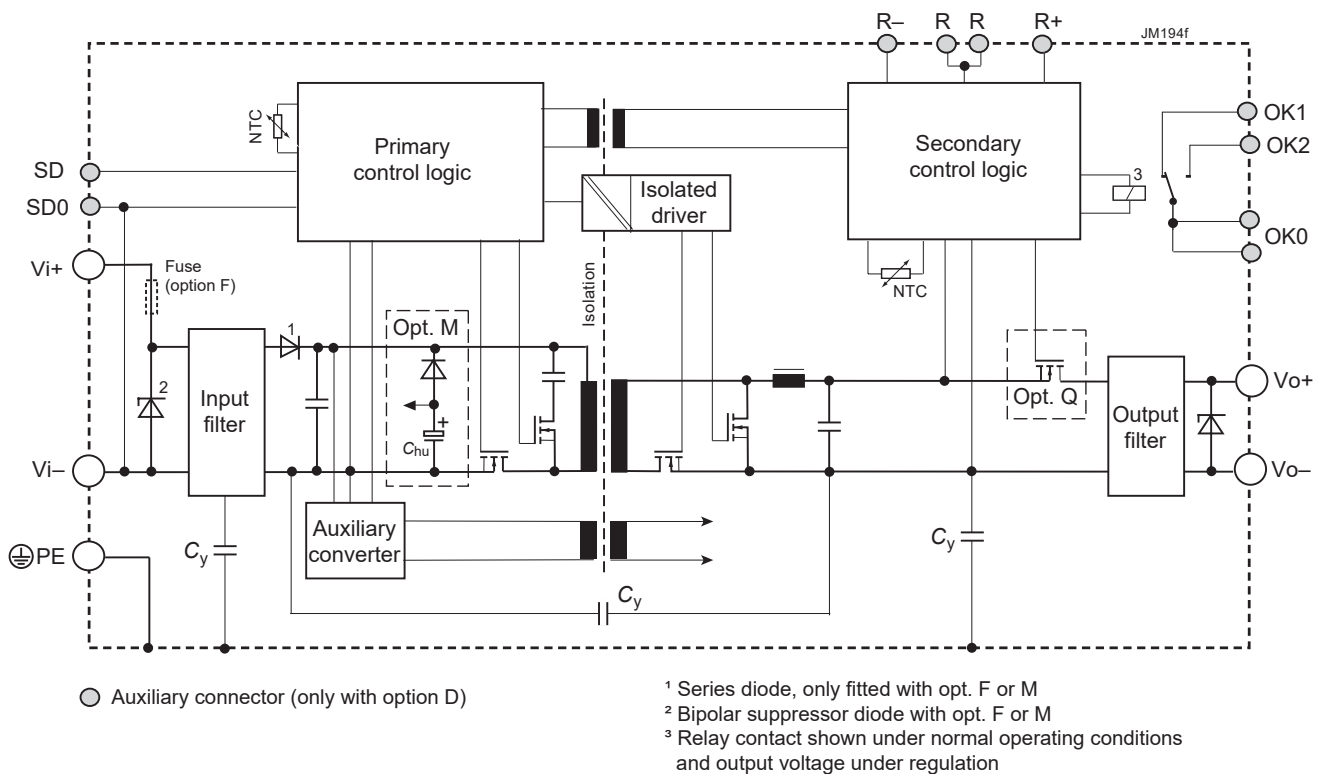 R– R R R+
JM194f
NTC
Primary
control logic
Secondary
control logic
OK1
OK2
3
SD
SD0
Isolated
driver
OK0
Vi+
Fuse
(option F)
Isolation
NTC
Opt. M
1
2
Input
filter
+
Chu
Opt. Q
Output
filter
Vo+
Vi–
Vo–
Auxiliary
converter
Cy
Cy
PE
Cy
Auxiliary connector (only with option D)
¹ Series diode, only fitted with opt. F or M
² Bipolar suppressor diode with opt. F or M
³ Relay contact shown under normal operating conditions
and output voltage under regulation